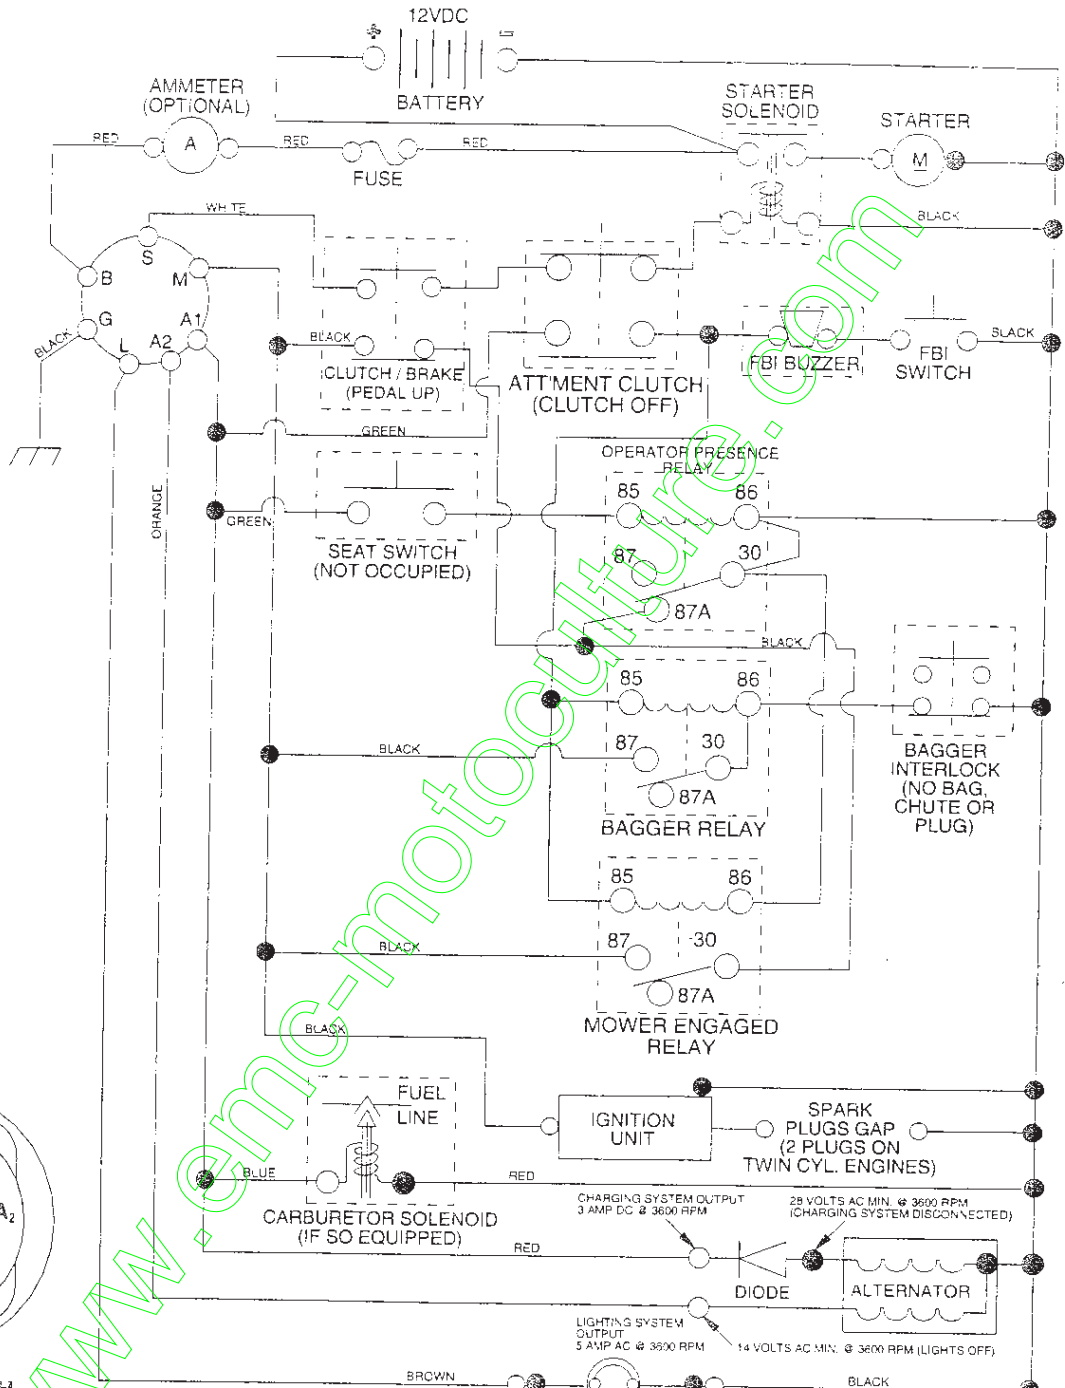 12VDC
+
BATTERY
AMMETER
(OPTIONAL)
A
RED
RED
FUSE
RED
STARTER
SOLENOID
STARTER
M
WHITE
BLACK
S
B
M
G
A1
L
A2
BLACK
BLACK
CLUTCH / BRAKE
(PEDAL UP)
ATT'MENT CLUTCH
(CLUTCH OFF)
FBI BUZZER
FBI
SWITCH
BLACK
GREEN
ORANGE
GREEN
SEAT SWITCH
(NOT OCCUPIED)
OPERATOR PRESENCE
RELAY
85
86
87
30
87A
BLACK
85
86
87
30
87A
BAGGER RELAY
BLACK
BAGGER
INTERLOCK
(NO BAG,
CHUTE OR
PLUG)
85
86
87
30
87A
MOWER ENGAGED
RELAY
BLACK
BLACK
FUEL
LINE
IGNITION
UNIT
SPARK
PLUGS GAP
(2 PLUGS ON
TWIN CYL. ENGINES)
BLUE
RED
CARBURETOR SOLENOID
(IF SO EQUIPPED)
CHARGING SYSTEM OUTPUT
3 AMP DC @ 3600 RPM
28 VOLTS AC MIN. @ 3600 RPM
(CHARGING SYSTEM DISCONNECTED)
RED
DIODE
ALTERNATOR
LIGHTING SYSTEM
OUTPUT
5 AMP AC @ 3600 RPM
14 VOLTS AC MIN. @ 3600 RPM (LIGHTS OFF)
BROWN
BLACK
A2
www.emc-motoculture.com